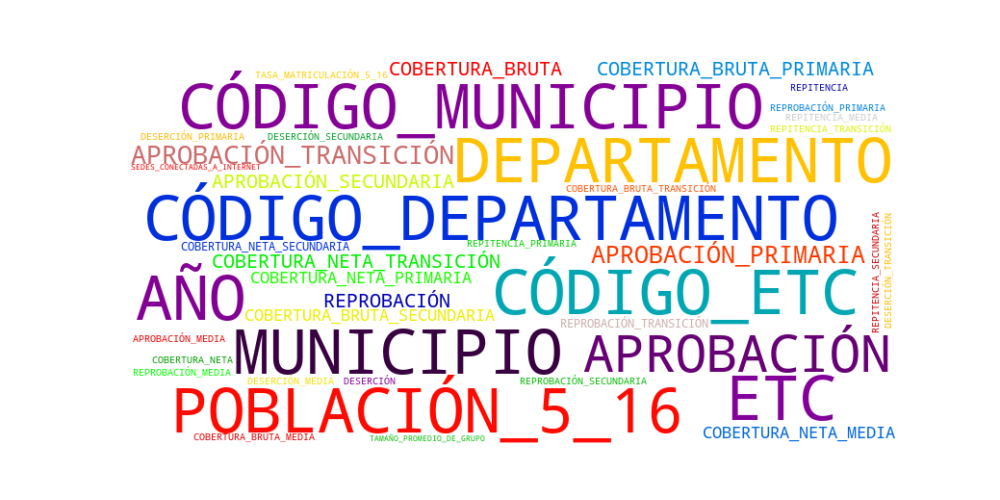 COBERTURA_BRUTA
COBERTURA_BRUTA_PRIMARIA
TASA_MATRICULACIÓN_5_16
CÓDIGO_MUNICIPIO
REPITENCIA
REPROBACIÓN_PRIMARIA
REPITENCIA_MEDIA
REPITENCIA_TRANSICIÓN
DESERCIÓN_PRIMARIA
DESERCIÓN_SECUNDARIA
APROBACIÓN_TRANSICIÓN
DEPARTAMENTO
SEDES_CONECTADAS_A_INTERNET
APROBACIÓN_SECUNDARIA
COBERTURA_BRUTA_TRANSICIÓN
CÓDIGO_DEPARTAMENTO
COBERTURA_NETA_SECUNDARIA
REPITENCIA_PRIMARIA
APROBACIÓN_PRIMARIA
REPITENCIA_SECUNDARIA
DESERCIÓN_TRANSICIÓN
COBERTURA_NETA_TRANSICIÓN
COBERTURA_NETA_PRIMARIA
AÑO
CÓDIGO_ETC
REPROBACIÓN
COBERTURA_BRUTA_SECUNDARIA
REPROBACIÓN_TRANSICIÓN
APROBACIÓN_MEDIA
MUNICIPIO
APROBACIÓN
COBERTURA_NETA
REPROBACIÓN_MEDIA
DESERCIÓN_MEDIA
DESERCIÓN
REPROBACIÓN_SECUNDARIA
ETC
POBLACIÓN_5_16
COBERTURA_NETA_MEDIA
COBERTURA_BRUTA_MEDIA
TAMAÑO_PROMEDIO_DE_GRUPO